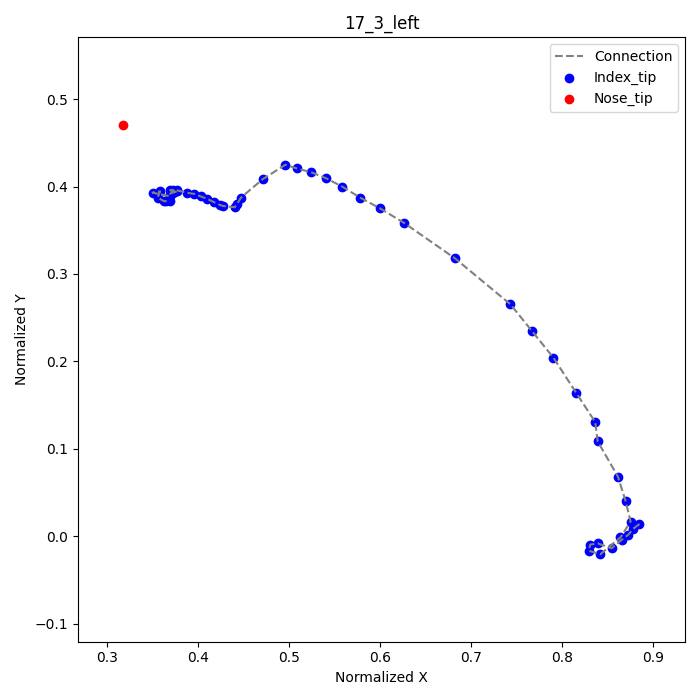 17_3_left
Connection
Index_tip
Nose_tip
0.5
0.4
0.3
0.2
0.1
0.0
−0.1
Normalized Y
0.3 0.4 0.5 0.6 0.7 0.8 0.9
Normalized X